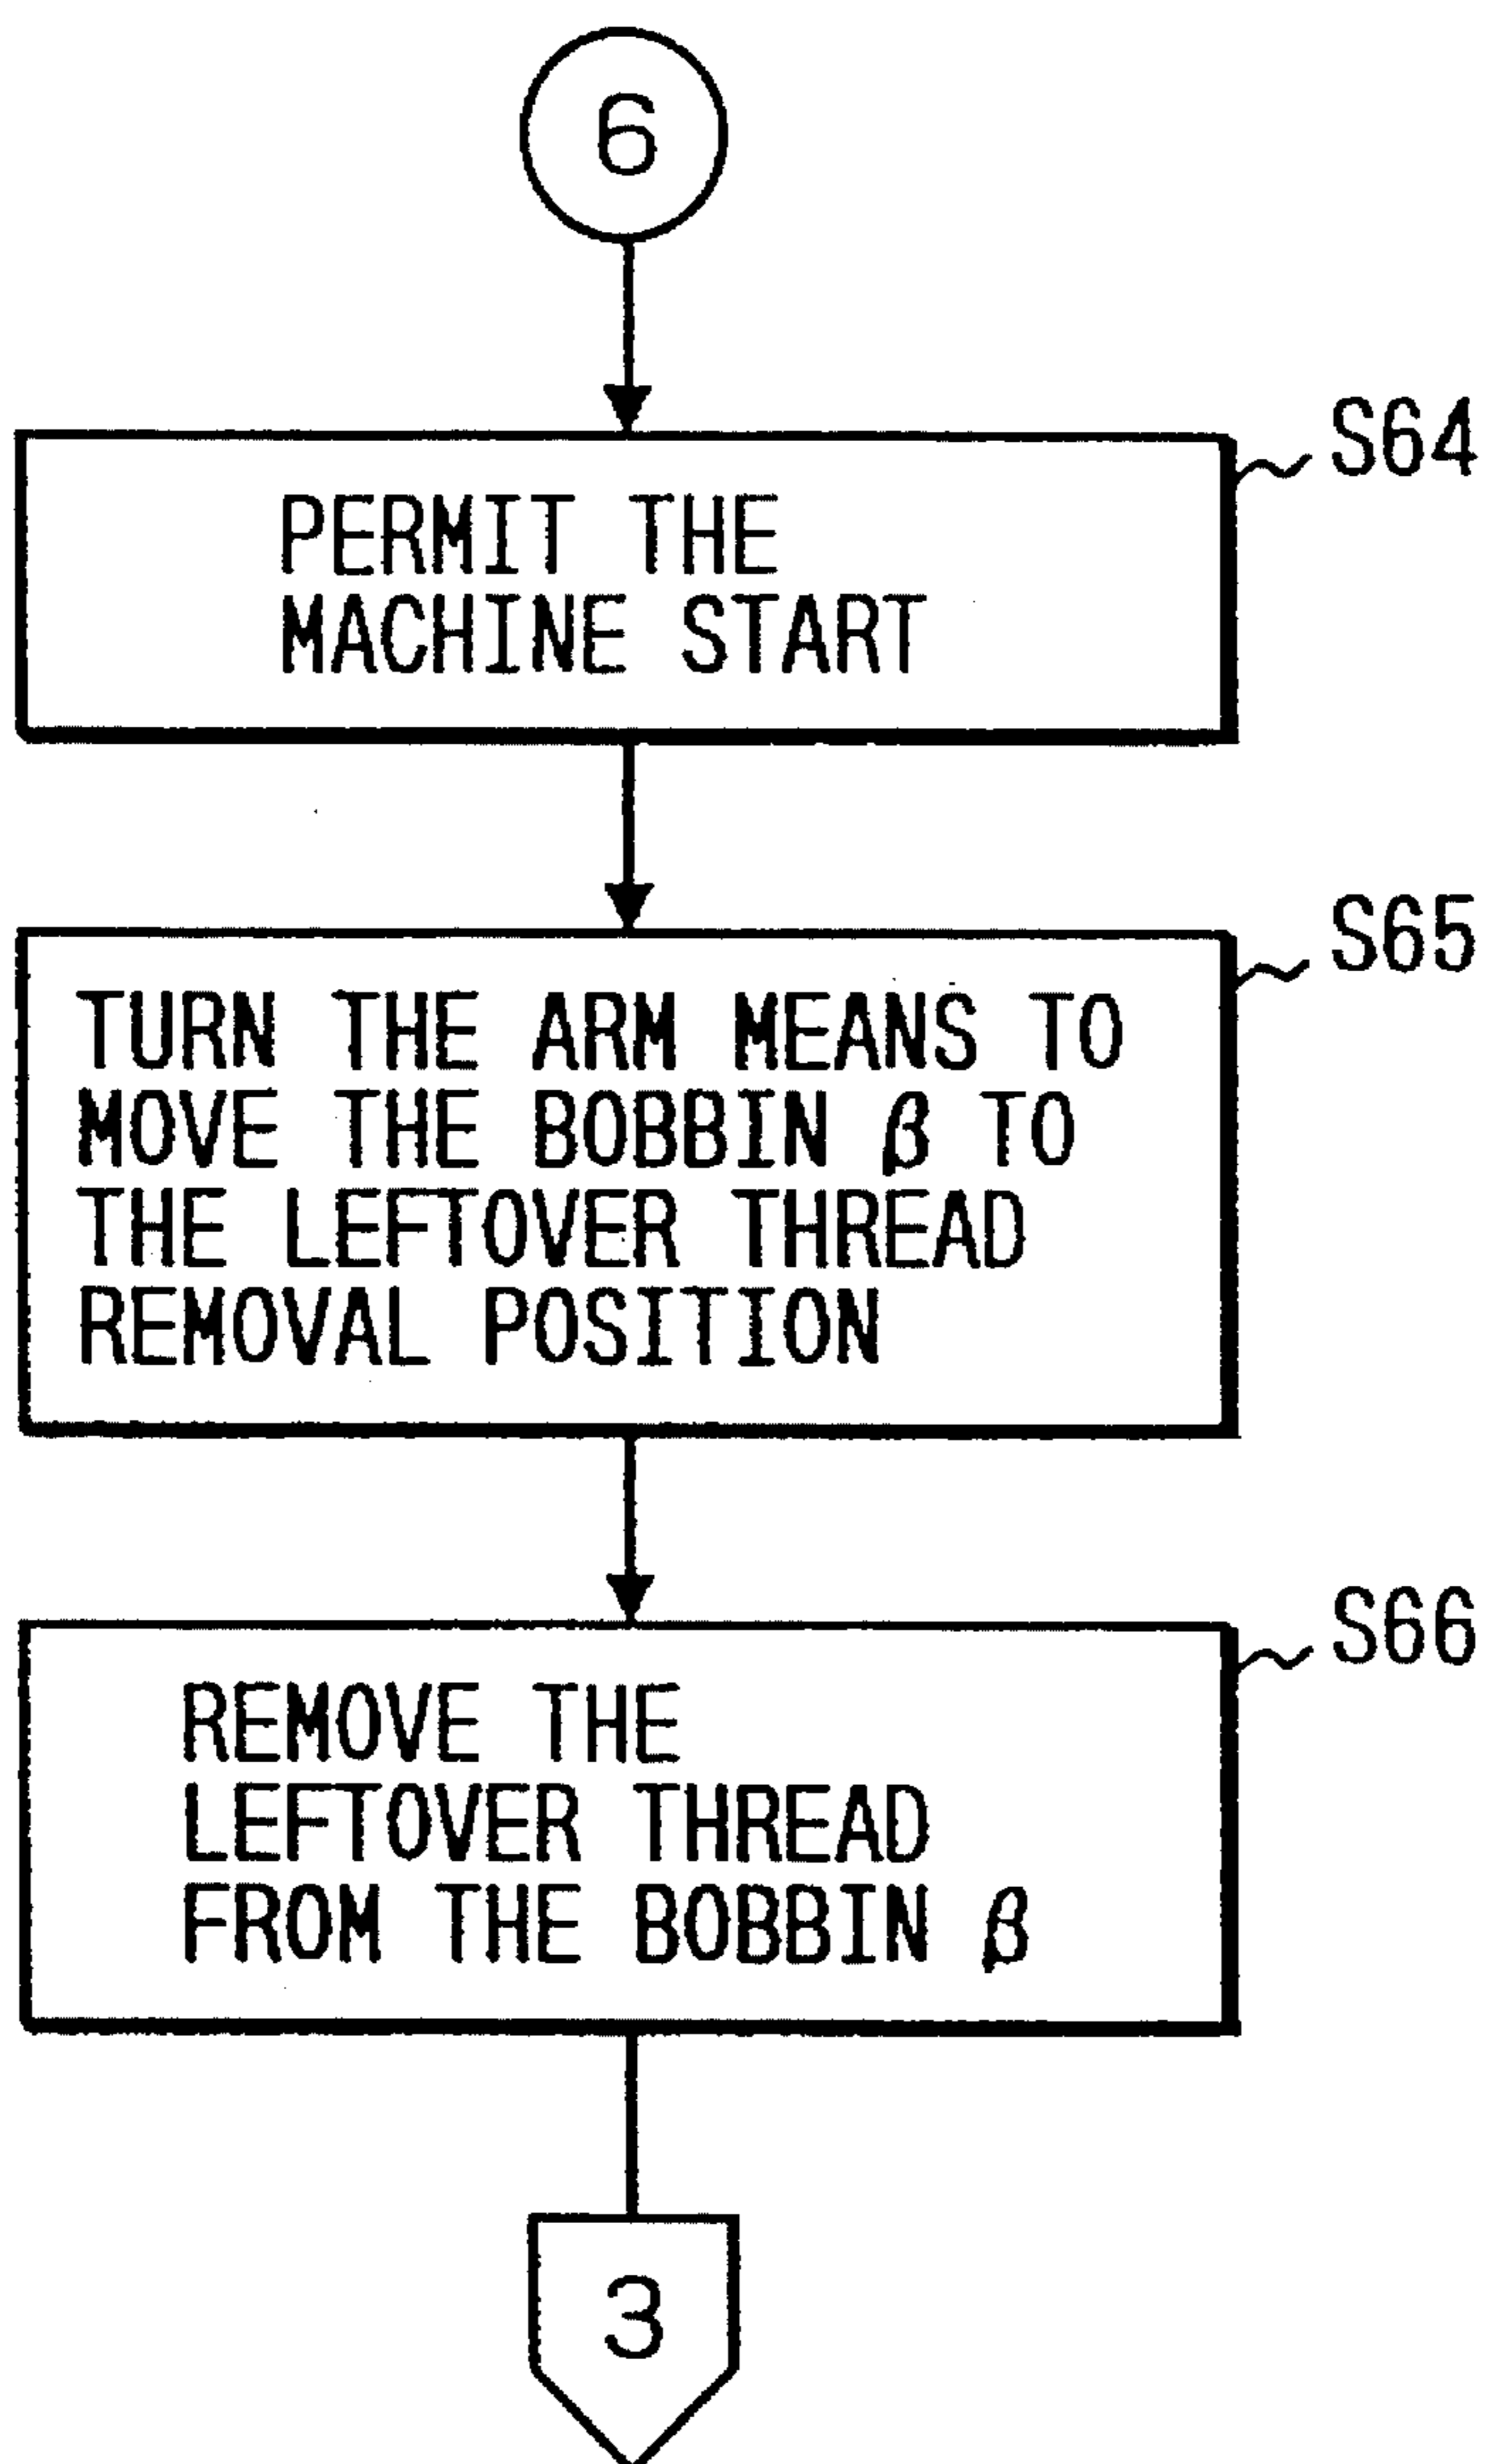 6
S64
PERMIT THE
MACHINE START
S65
TURN THE ARM MEANS TO
MOVE THE BOBBIN β TO
THE LEFTOVER THREAD
REMOVAL POSITION
S66
REMOVE THE
LEFTOVER THREAD
FROM THE BOBBIN β
3